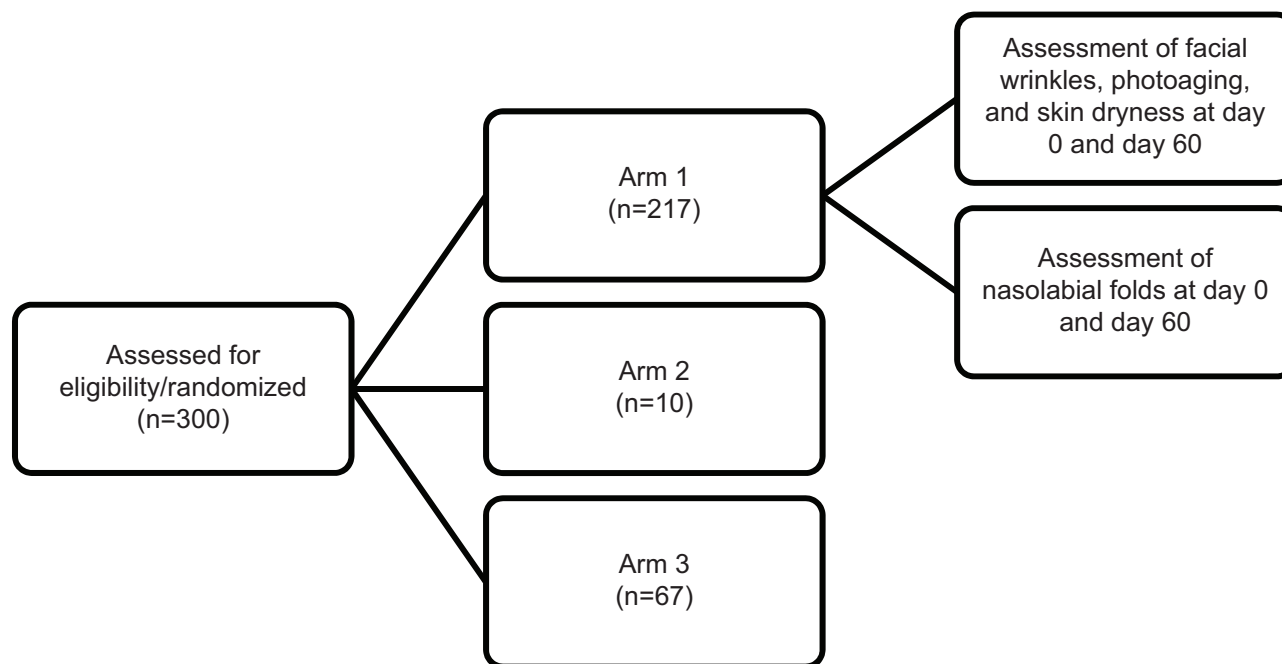 Assessed for
eligibility/randomized
(n=300)
Arm 1
(n=217)
Arm 2
(n=10)
Arm 3
(n=67)
Assessment of facial
wrinkles, photoaging,
and skin dryness at day
0 and day 60
Assessment of
nasolabial folds at day 0
and day 60